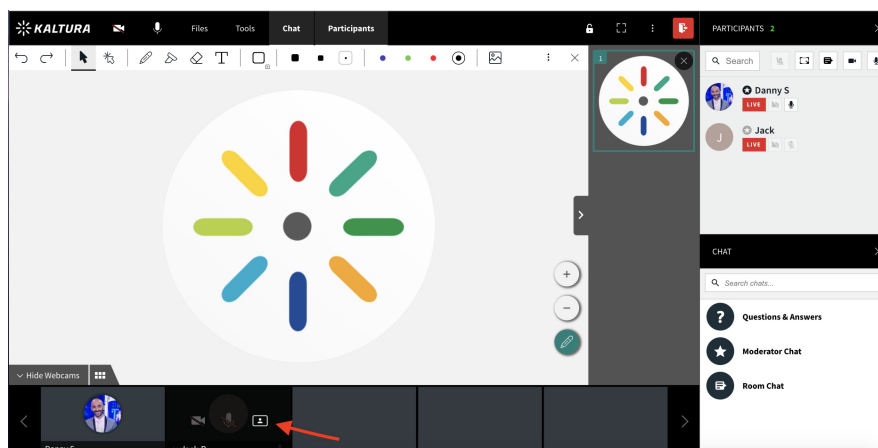 KALTURA
Files
Tools
Chat
Participants
PARTICIPANTS 2
Search
1
Danny S
LIVE
J
Jack
LIVE
CHAT
Search chats...
Questions & Answers
Moderator Chat
Room Chat
Hide Webcams